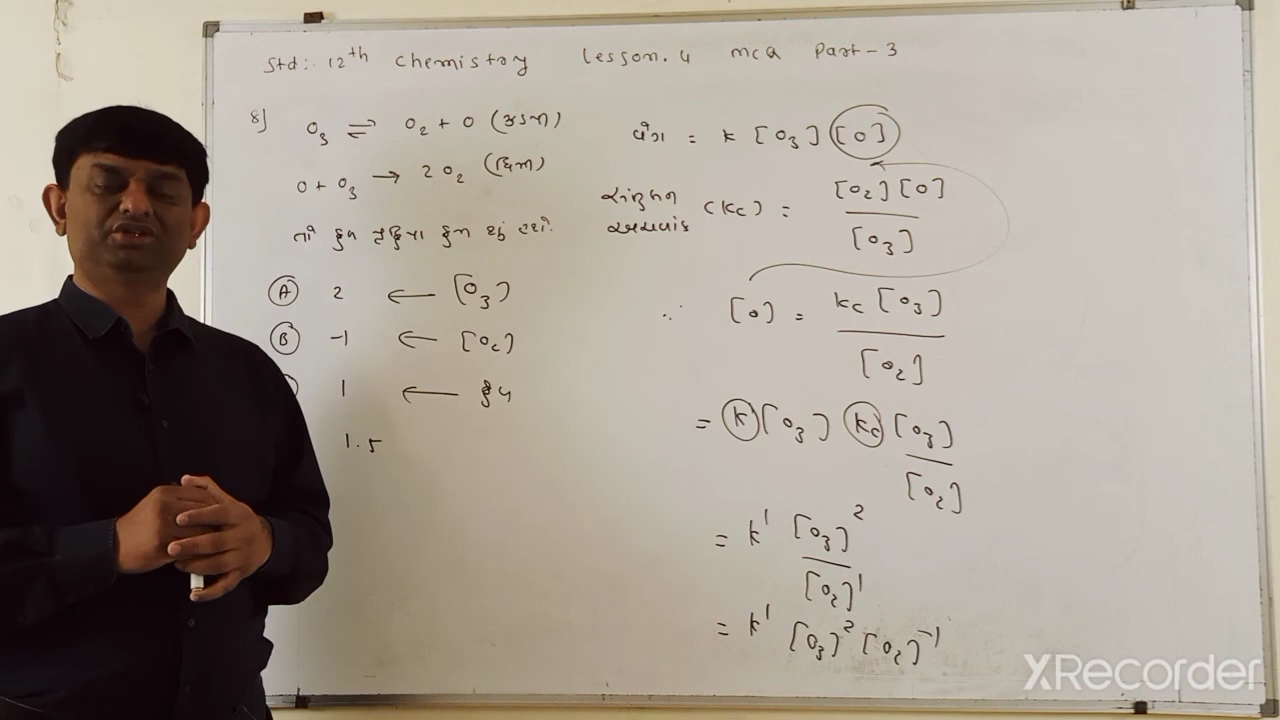 Std:- 12th Chemistry Lesson. 4 MCQ Part-3
8] O3 ⇌ O2 + O (ઝડપી)
O + O3 → 2 O2 (ધિમી)
તો કુલ પ્રક્રિયા ક્રમ શું થશે.
A 2 ← [O3]
B -1 ← [O2]
1 ← કુલ
1.5
વેગ = K [O3] [O]
સંતુલન અચળાંક (Kc) = [O2][O] / [O3]
∴ [O] = Kc [O3] / [O2]
= K [O3] Kc [O3] / [O2]
= K' [O3]² / [O2]¹
= K' [O3]² [O2]⁻¹
XRecorder